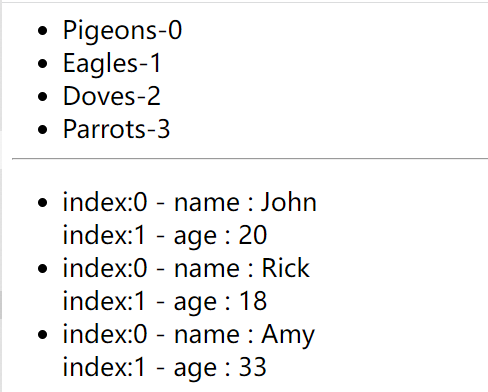 Pigeons-0
Eagles-1
Doves-2
Parrots-3
index:0 - name : John
index:1 - age : 20
index:0 - name : Rick
index:1 - age : 18
index:0 - name : Amy
index:1 - age : 33